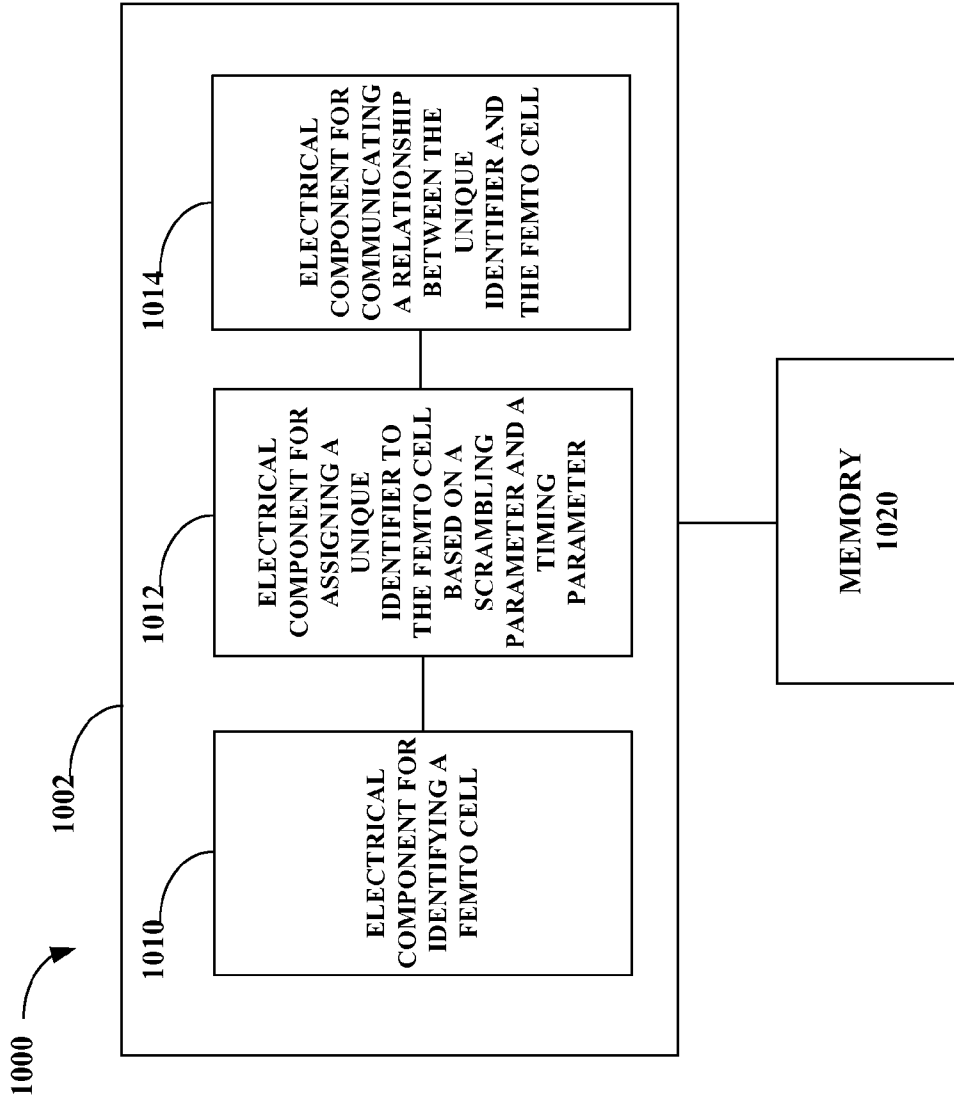 1000
1002
1010
ELECTRICAL
COMPONENT FOR
IDENTIFYING A
FEMTO CELL
1012
ELECTRICAL
COMPONENT FOR
ASSIGNING A
UNIQUE
IDENTIFIER TO
THE FEMTO CELL
BASED ON A
SCRAMBLING
PARAMETER AND A
TIMING
PARAMETER
1014
ELECTRICAL
COMPONENT FOR
COMMUNICATING
A RELATIONSHIP
BETWEEN THE
UNIQUE
IDENTIFIER AND
THE FEMTO CELL
MEMORY
1020